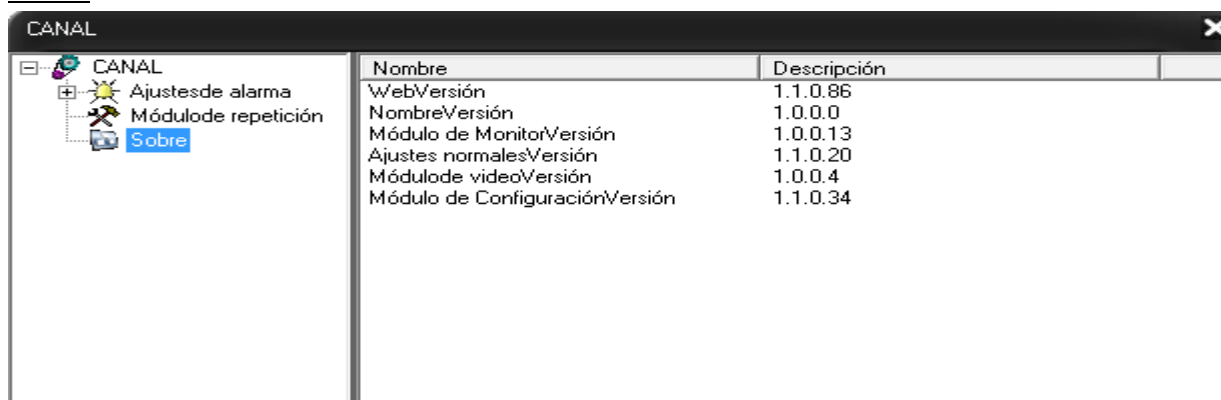 CANAL
CANAL
Ajustesde alarma
Módulode repetición
Sobre
Nombre Descripción
WebVersión 1.1.0.86
NombreVersión 1.0.0.0
Módulo de MonitorVersión 1.0.0.13
Ajustes normalesVersión 1.1.0.20
Módulode videoVersión 1.0.0.4
Módulo de ConfiguraciónVersión 1.1.0.34